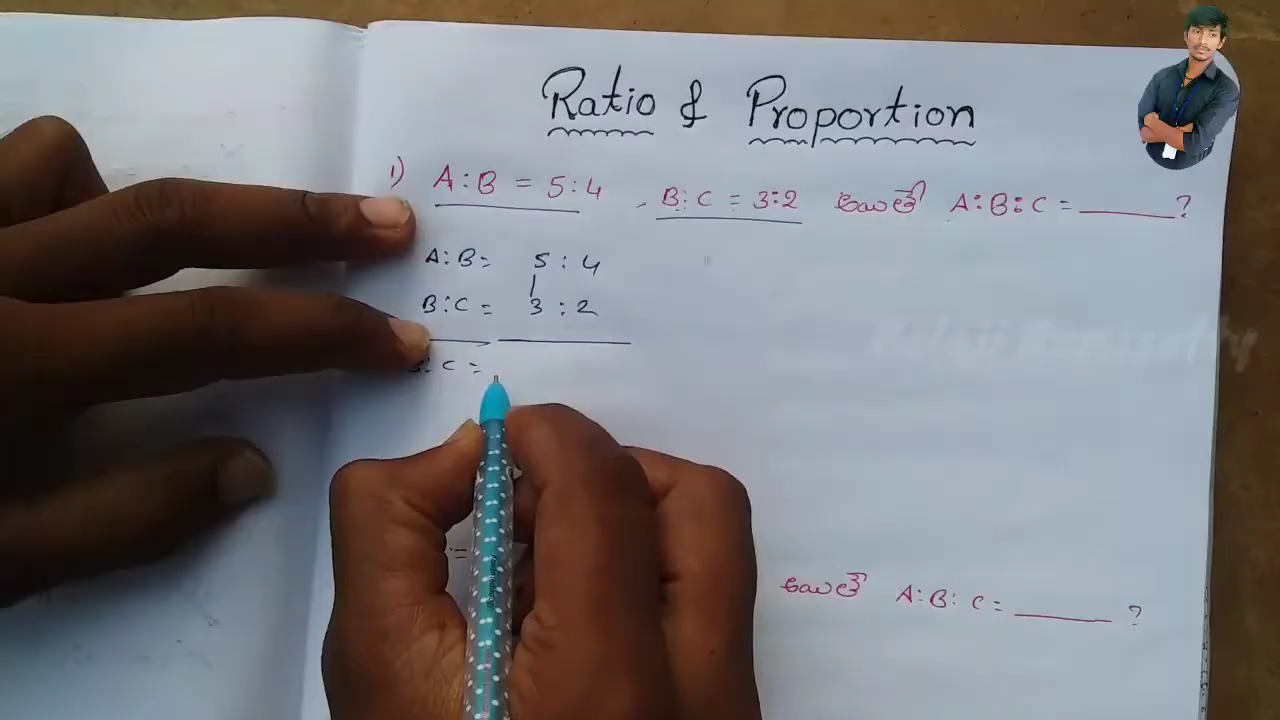 Ratio & Proportion
1) A:B = 5:4 , B:C = 3:2 అయితే A:B:C = ______ ?
A:B = 5 : 4
B:C = 3 : 2
: C =
=
అయితే A:B:C = ______ ?